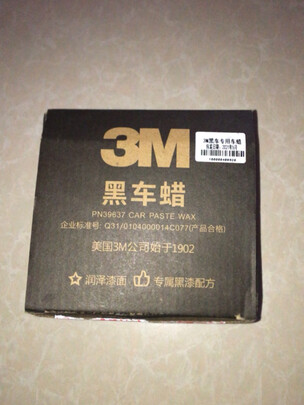 3M黑车专用车蜡
3M
黑车蜡
PN39637 CAR PASTE WAX
企业标准号: Q31/0104000014C077(产品合格)
美国3M公司始于1902
润泽漆面
专属黑漆配方